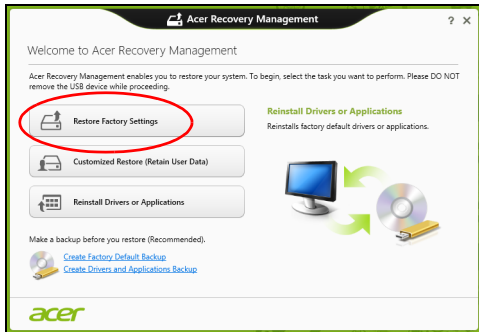 Acer Recovery Management
? ×
Welcome to Acer Recovery Management
Acer Recovery Management enables you to restore your system. To begin, select the task you want to perform. Please DO NOT
remove the USB device while proceeding.
Restore Factory Settings
Customized Restore (Retain User Data)
Reinstall Drivers or Applications
Reinstall Drivers or Applications
Reinstalls factory default drivers or applications.
Make a backup before you restore (Recommended).
Create Factory Default Backup
Create Drivers and Applications Backup
acer